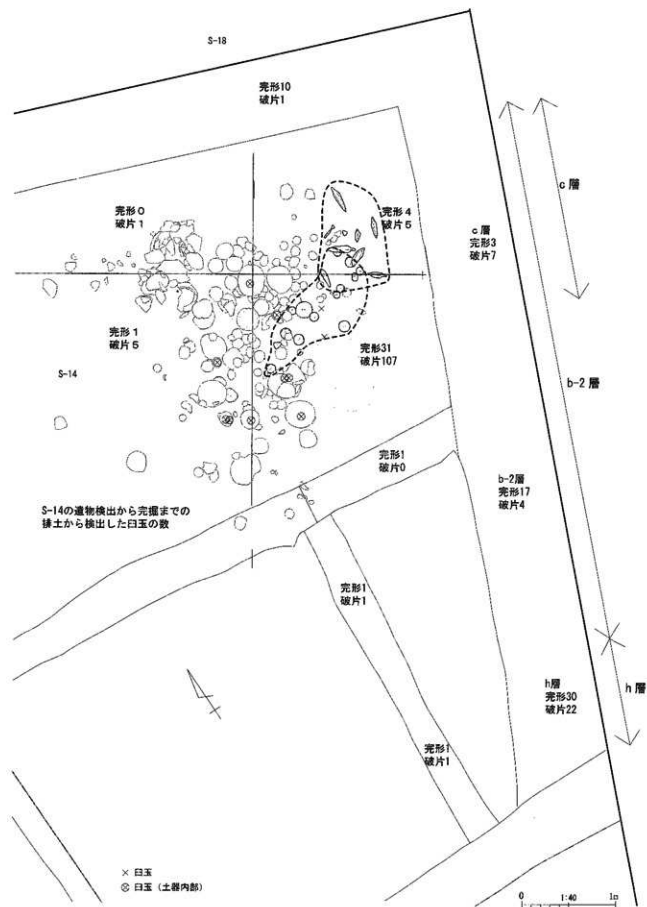 S-18
完形10
破片1
c 層
完形0
破片1
完形4
破片5
c層
完形3
破片7
完形1
破片5
完形31
破片107
S-14
b-2 層
完形1
破片0
b-2層
完形17
破片4
S-14の遺物検出から完掘までの
排土から検出した臼玉の数
完形1
破片1
h層
完形30
破片22
h 層
完形1
破片1
× 臼玉
⊗ 臼玉（土器内部）
0 1:40 1m